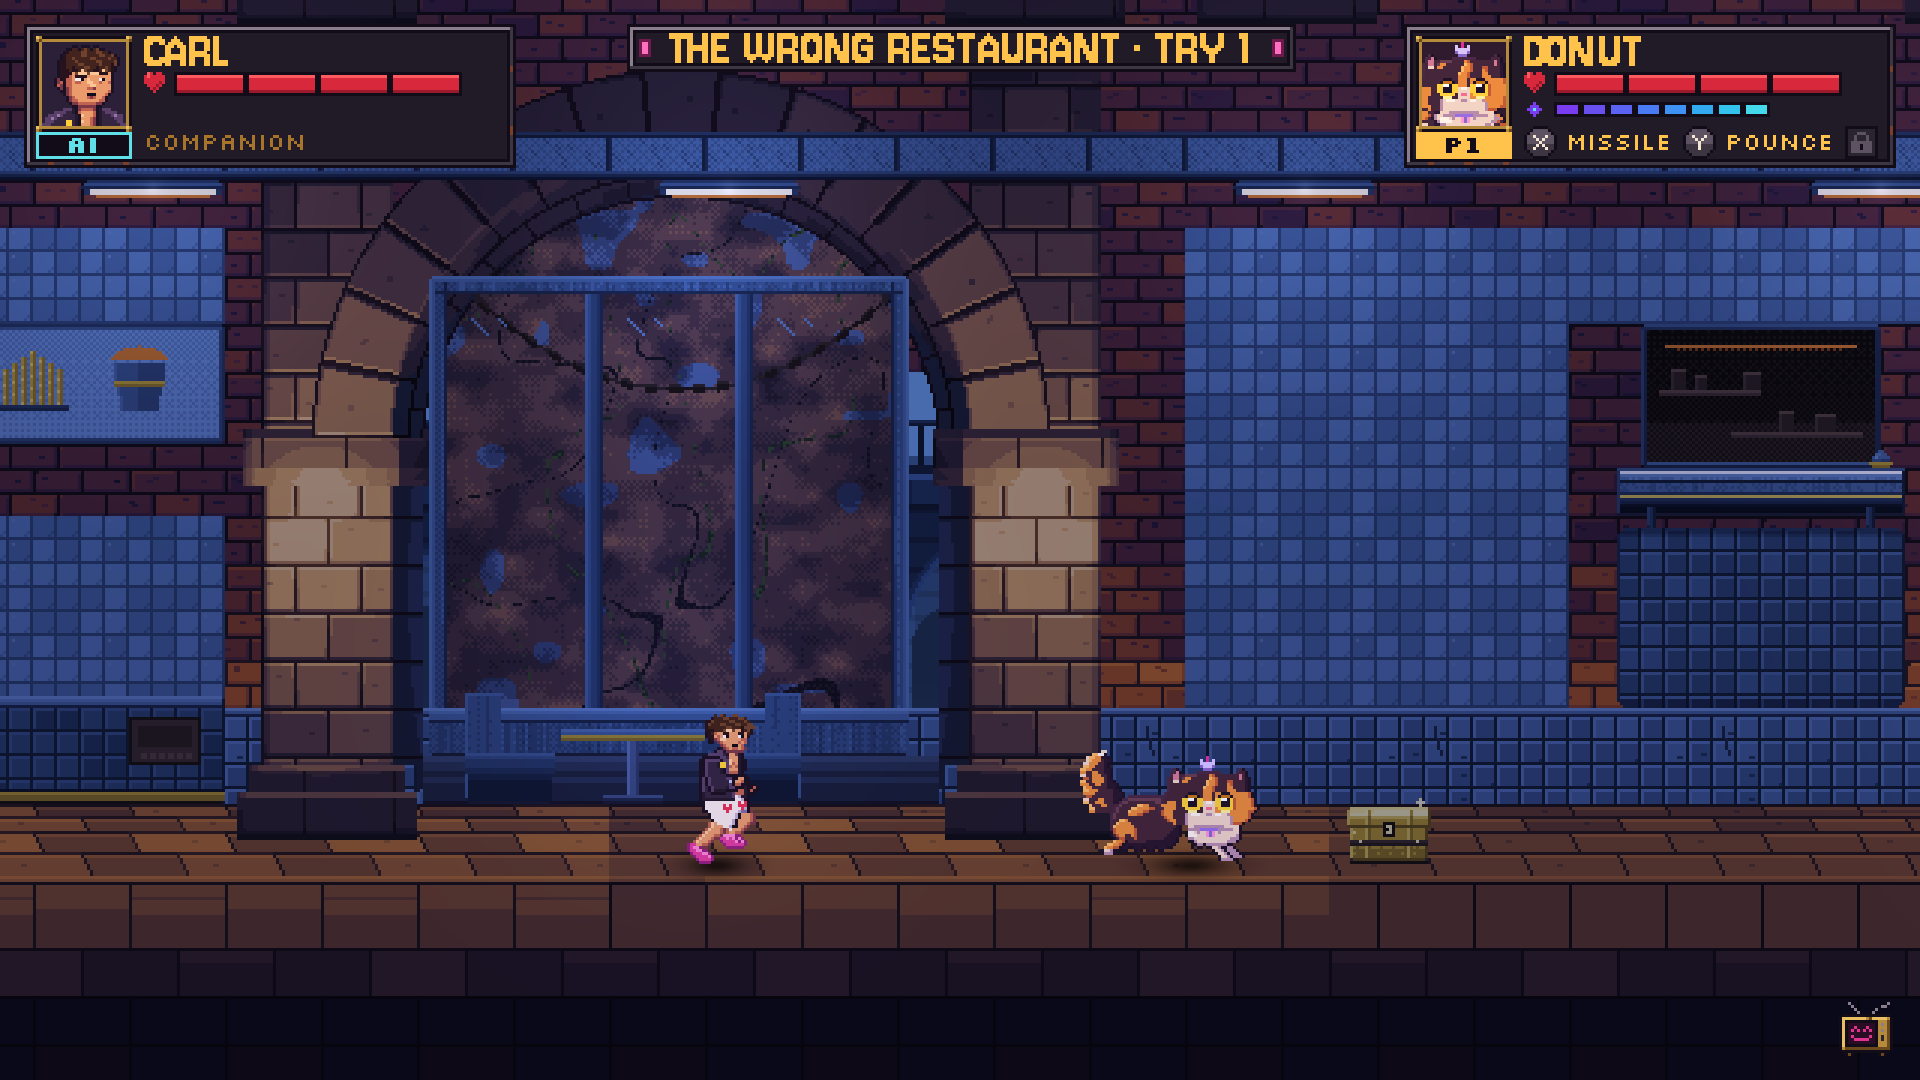 CARL
AI
COMPANION
THE WRONG RESTAURANT · TRY 1
DONUT
P1
X MISSILE Y POUNCE